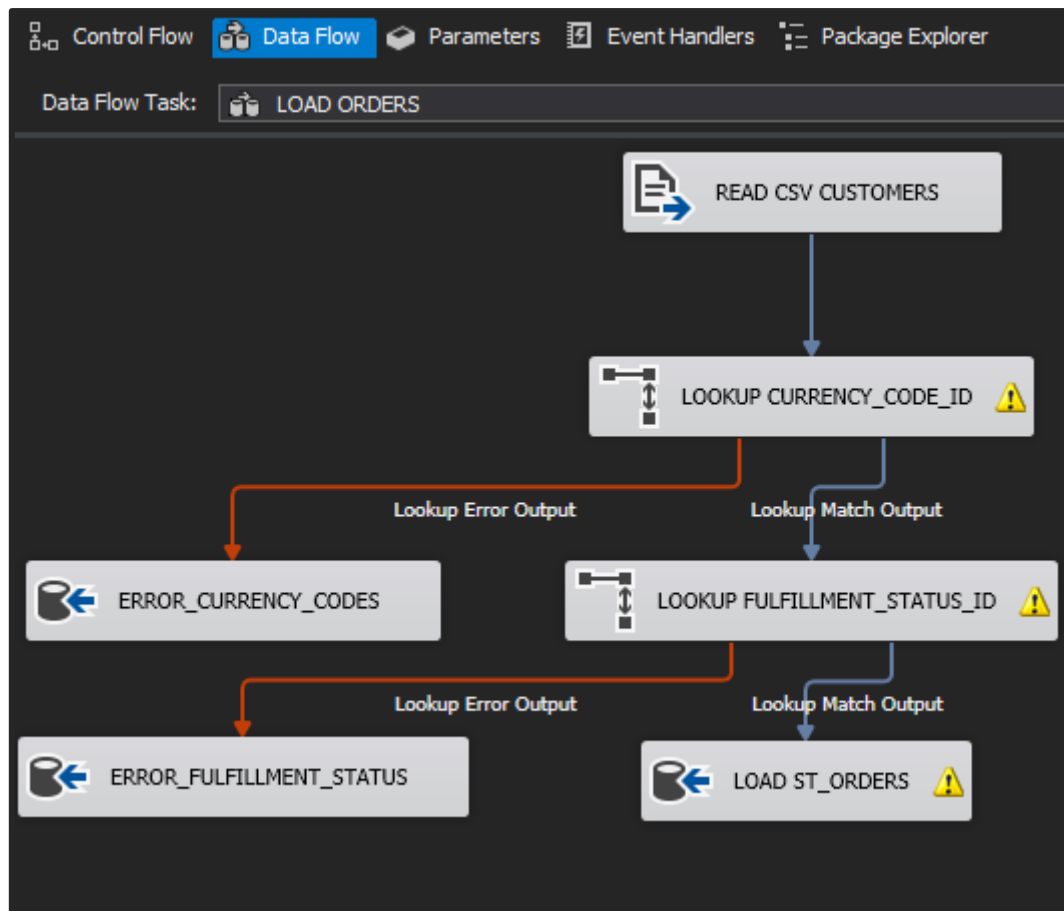 Control Flow Data Flow Parameters Event Handlers Package Explorer
Data Flow Task: LOAD ORDERS
READ CSV CUSTOMERS
LOOKUP CURRENCY_CODE_ID
Lookup Error Output Lookup Match Output
ERROR_CURRENCY_CODES LOOKUP FULFILLMENT_STATUS_ID
Lookup Error Output Lookup Match Output
ERROR_FULFILLMENT_STATUS LOAD ST_ORDERS